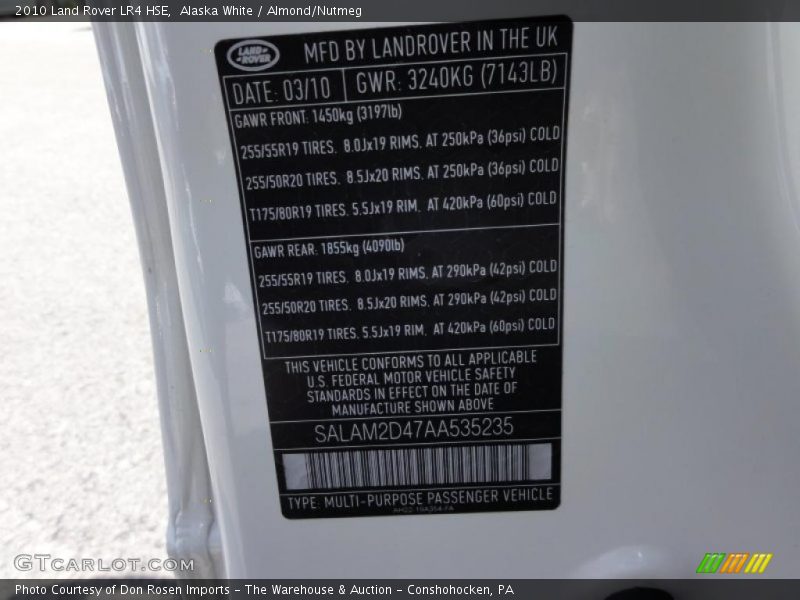 2010 Land Rover LR4 HSE, Alaska White / Almond/Nutmeg
LAND ROVER
MFD BY LANDROVER IN THE UK
DATE: 03/10 GWR: 3240KG (7143LB)
GAWR FRONT: 1450kg (3197lb)
255/55R19 TIRES. 8.0Jx19 RIMS. AT 250kPa (36psi) COLD
255/50R20 TIRES. 8.5Jx20 RIMS. AT 250kPa (36psi) COLD
T175/80R19 TIRES. 5.5Jx19 RIM. AT 420kPa (60psi) COLD
GAWR REAR: 1855kg (4090lb)
255/55R19 TIRES. 8.0Jx19 RIMS. AT 290kPa (42psi) COLD
255/50R20 TIRES. 8.5Jx20 RIMS. AT 290kPa (42psi) COLD
T175/80R19 TIRES. 5.5Jx19 RIM. AT 420kPa (60psi) COLD
THIS VEHICLE CONFORMS TO ALL APPLICABLE
U.S. FEDERAL MOTOR VEHICLE SAFETY
STANDARDS IN EFFECT ON THE DATE OF
MANUFACTURE SHOWN ABOVE
SALAM2D47AA535235
TYPE: MULTI-PURPOSE PASSENGER VEHICLE
GTCARLOT.COM
Photo Courtesy of Don Rosen Imports - The Warehouse & Auction - Conshohocken, PA